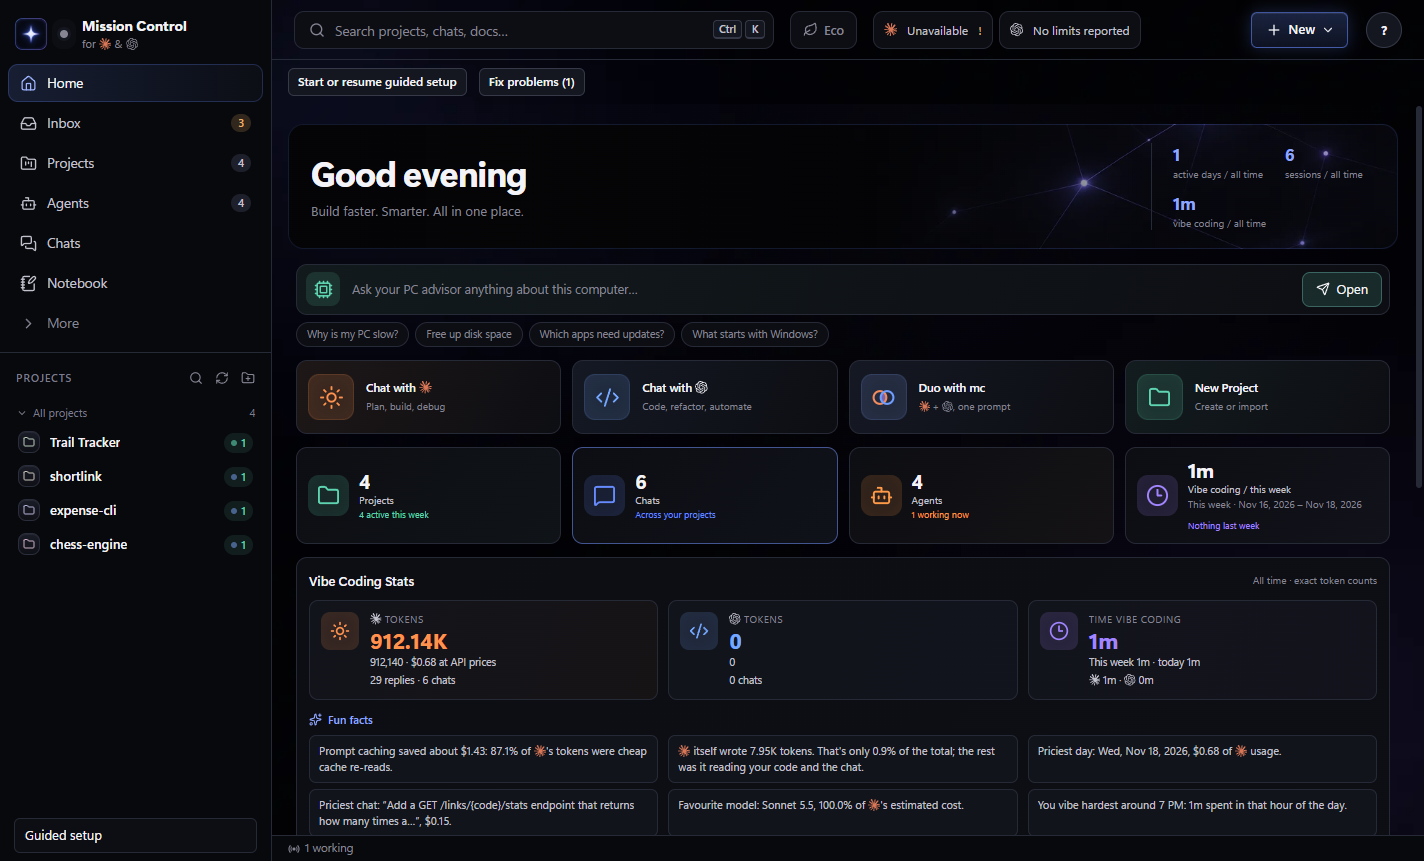 Mission Control
for &
Home
Inbox
3
Projects
4
Agents
4
Chats
Notebook
More
PROJECTS
All projects
4
Trail Tracker
1
shortlink
1
expense-cli
1
chess-engine
1
Guided setup
Search projects, chats, docs...
Ctrl
K
Eco
Unavailable !
No limits reported
New
?
Start or resume guided setup
Fix problems (1)
Good evening
Build faster. Smarter. All in one place.
1
active days / all time
6
sessions / all time
1m
vibe coding / all time
Ask your PC advisor anything about this computer...
Open
Why is my PC slow?
Free up disk space
Which apps need updates?
What starts with Windows?
Chat with
Plan, build, debug
Chat with
Code, refactor, automate
Duo with mc
+ , one prompt
New Project
Create or import
4
Projects
4 active this week
6
Chats
Across your projects
4
Agents
1 working now
1m
Vibe coding / this week
This week · Nov 16, 2026 – Nov 18, 2026
Nothing last week
Vibe Coding Stats
All time · exact token counts
TOKENS
912.14K
912,140 · $0.68 at API prices
29 replies · 6 chats
TOKENS
0
0
0 chats
TIME VIBE CODING
1m
This week 1m · today 1m
1m · 0m
Fun facts
Prompt caching saved about $1.43: 87.1% of 's tokens were cheap
cache re-reads.
itself wrote 7.95K tokens. That's only 0.9% of the total; the rest
was it reading your code and the chat.
Priciest day: Wed, Nov 18, 2026, $0.68 of usage.
Priciest chat: "Add a GET /links/{code}/stats endpoint that returns
how many times a...", $0.15.
Favourite model: Sonnet 5.5, 100.0% of 's estimated cost.
You vibe hardest around 7 PM: 1m spent in that hour of the day.
1 working